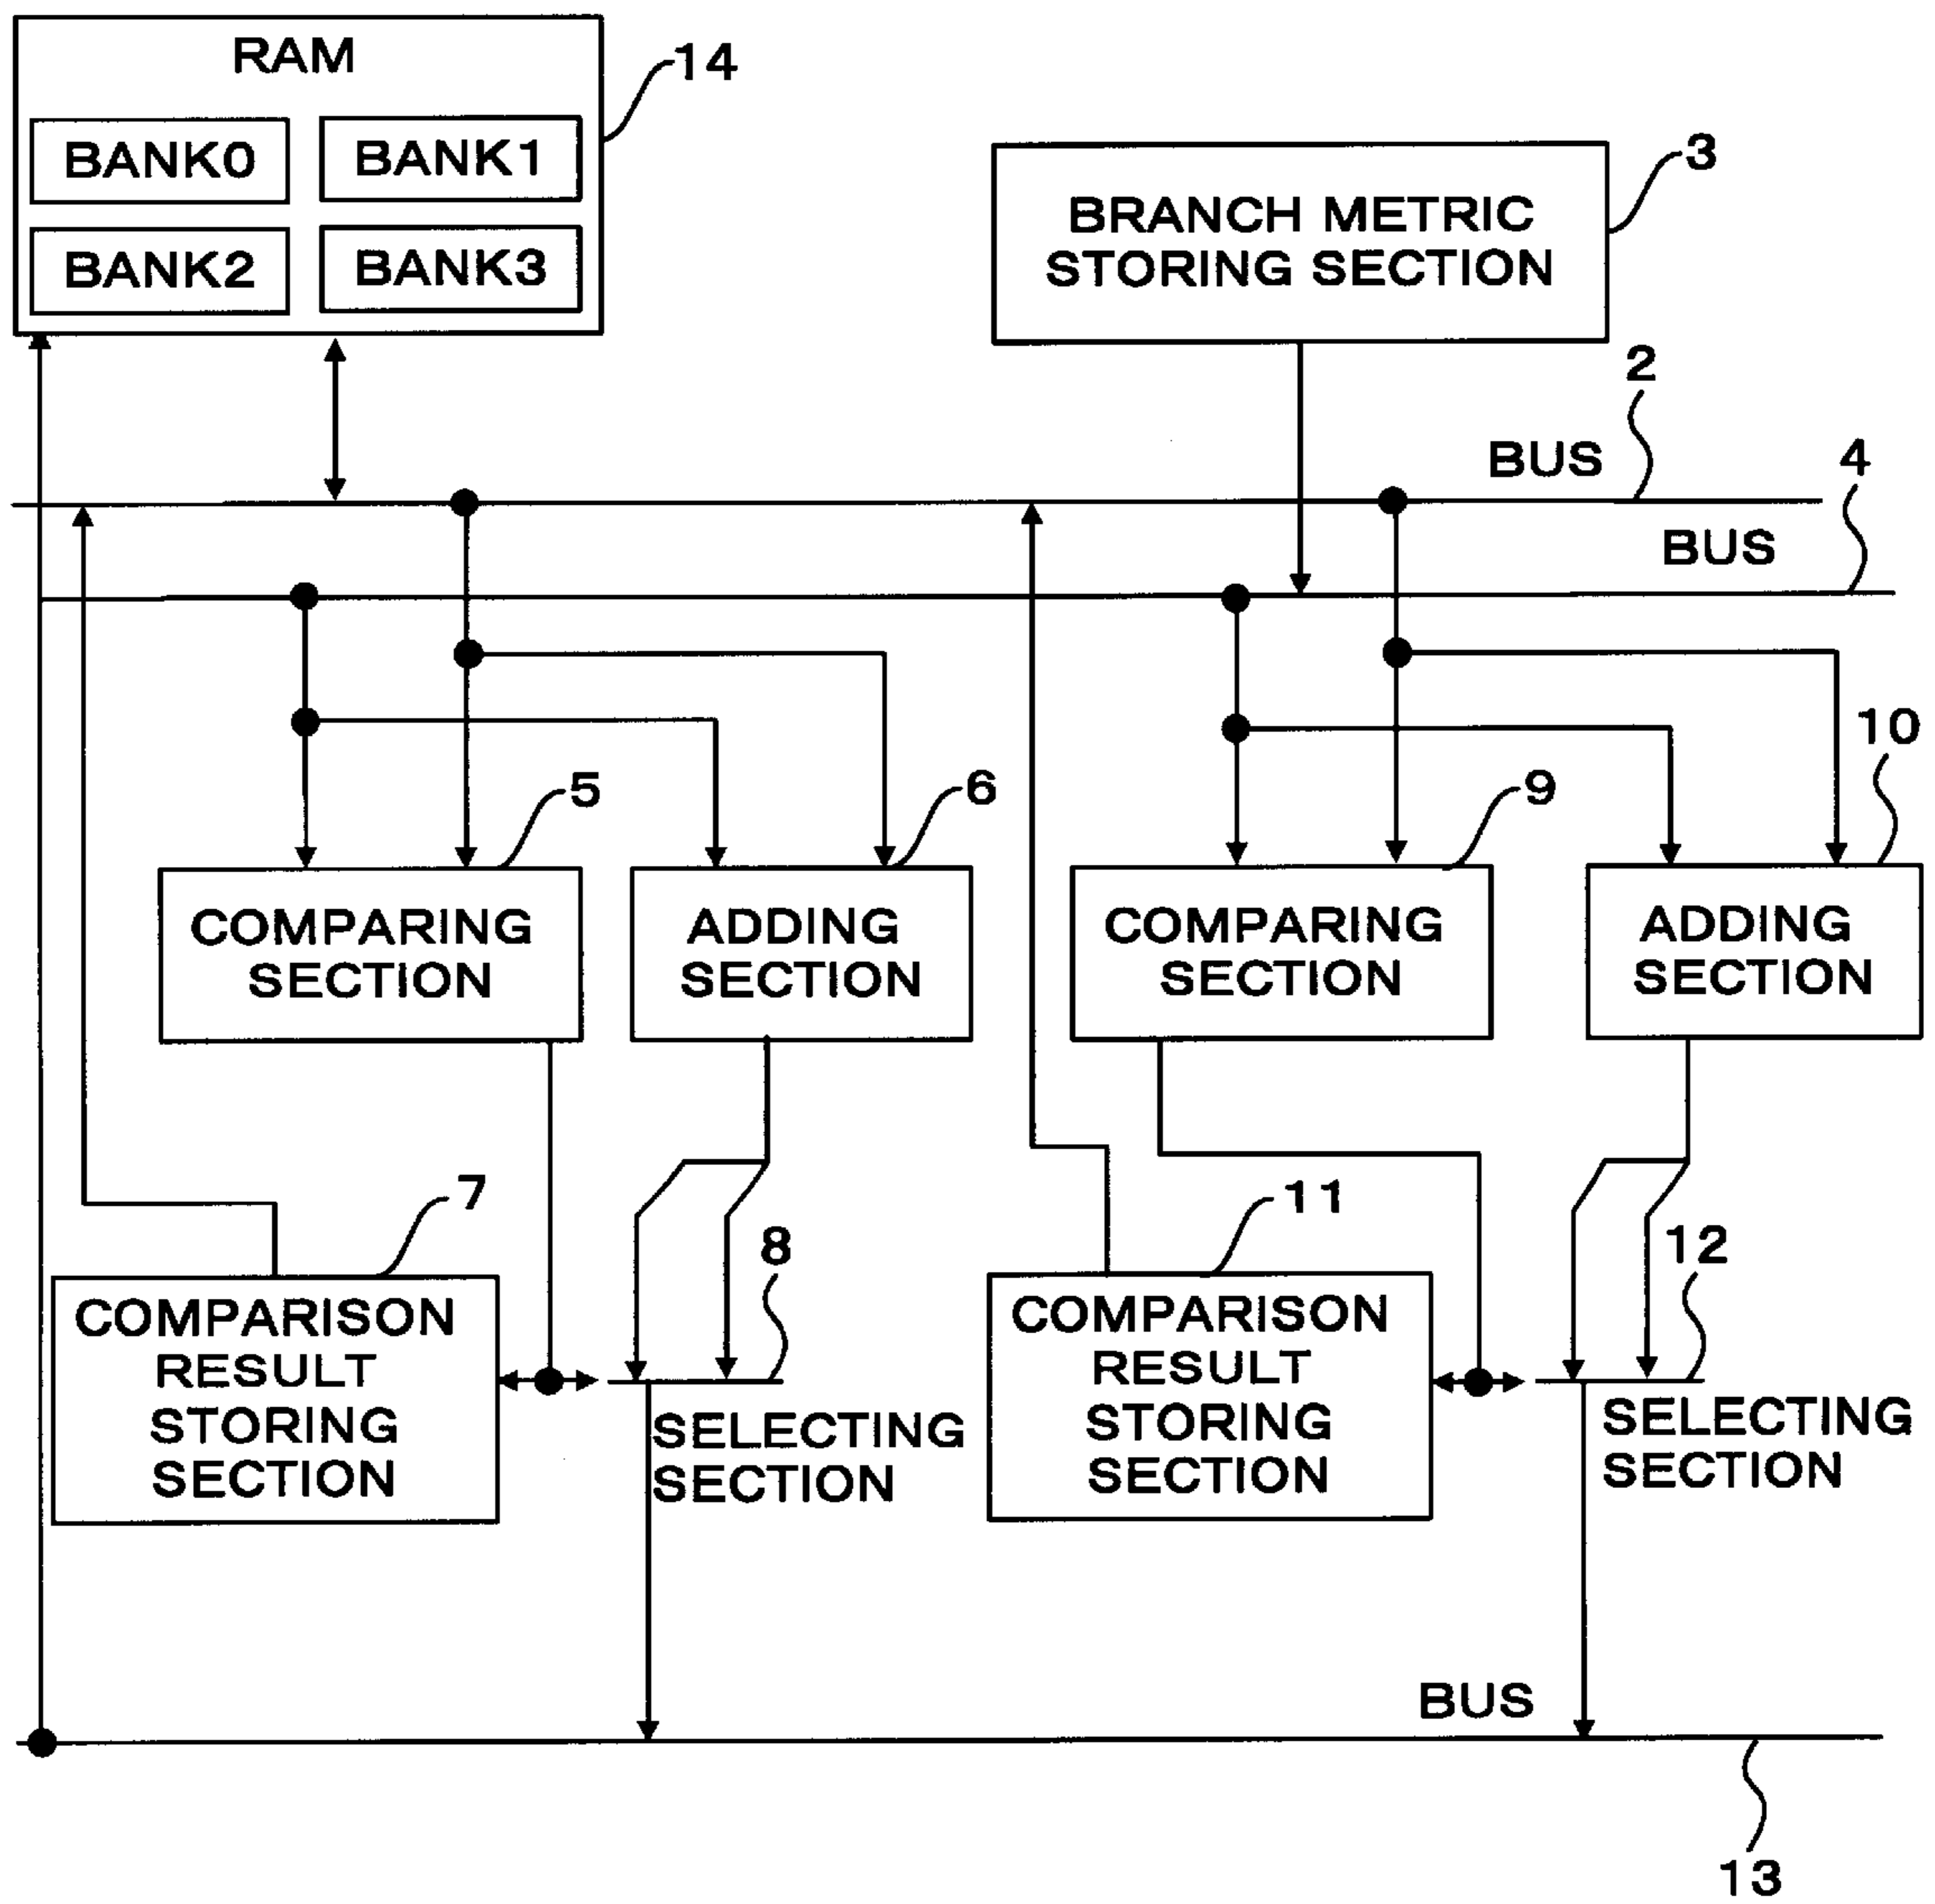 RAM
14
BANK0
BANK1
BANK2
BANK3
3
BRANCH METRIC
STORING SECTION
2
BUS
4
BUS
5
6
9
10
COMPARING
SECTION
ADDING
SECTION
COMPARING
SECTION
ADDING
SECTION
7
8
11
12
COMPARISON
RESULT
STORING
SECTION
SELECTING
SECTION
COMPARISON
RESULT
STORING
SECTION
SELECTING
SECTION
BUS
13